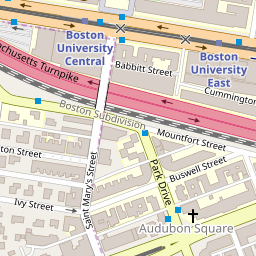 Boston
University
Central
Babbitt Street
Boston
University
East
Cummington
sachusetts Turnpike
Boston Subdivision
Mountfort Street
ton Street
Park Drive
Buswell Street
Saint Mary's Street
Ivy Street
Audubon Square